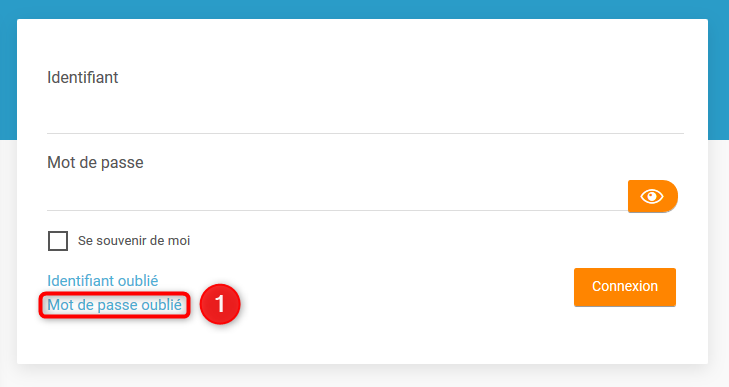 Identifiant
Mot de passe
Se souvenir de moi
Identifiant oublié
Connexion
Mot de passe oublié
1